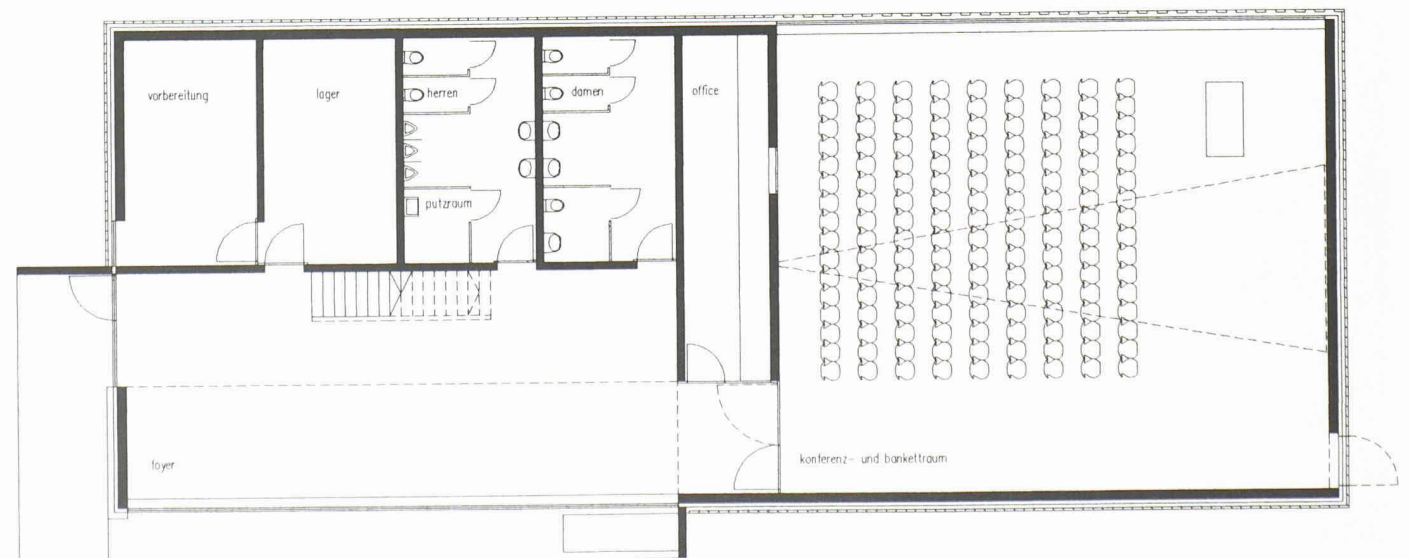 vorbereitung
lager
herren
damen
office
putzraum
foyer
konferenz- und bankettraum